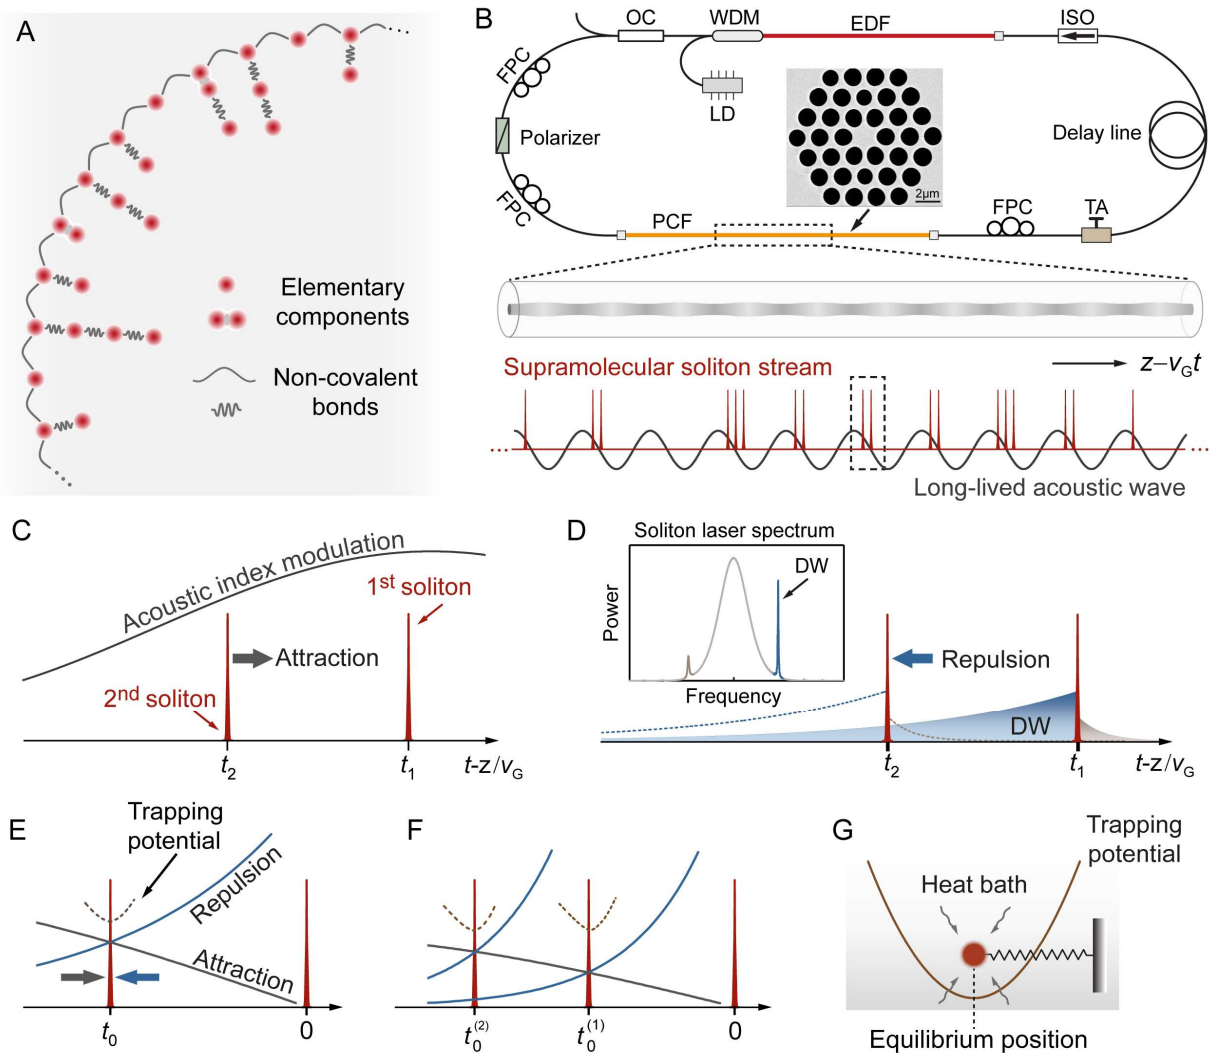 A
Elementary
components
Non-covalent
bonds
B
OC
WDM
EDF
ISO
FPC
LD
Polarizer
Delay line
2μm
FPC
PCF
FPC
TA
Supramolecular soliton stream
z–vGt
Long-lived acoustic wave
C
Acoustic index modulation
1st soliton
Attraction
2nd soliton
t2
t1
t-z/vG
D
Soliton laser spectrum
DW
Power
Frequency
Repulsion
DW
t2
t1
t-z/vG
E
Trapping
potential
Repulsion
Attraction
t0
0
F
t0(2)
t0(1)
0
G
Trapping
potential
Heat bath
Equilibrium position